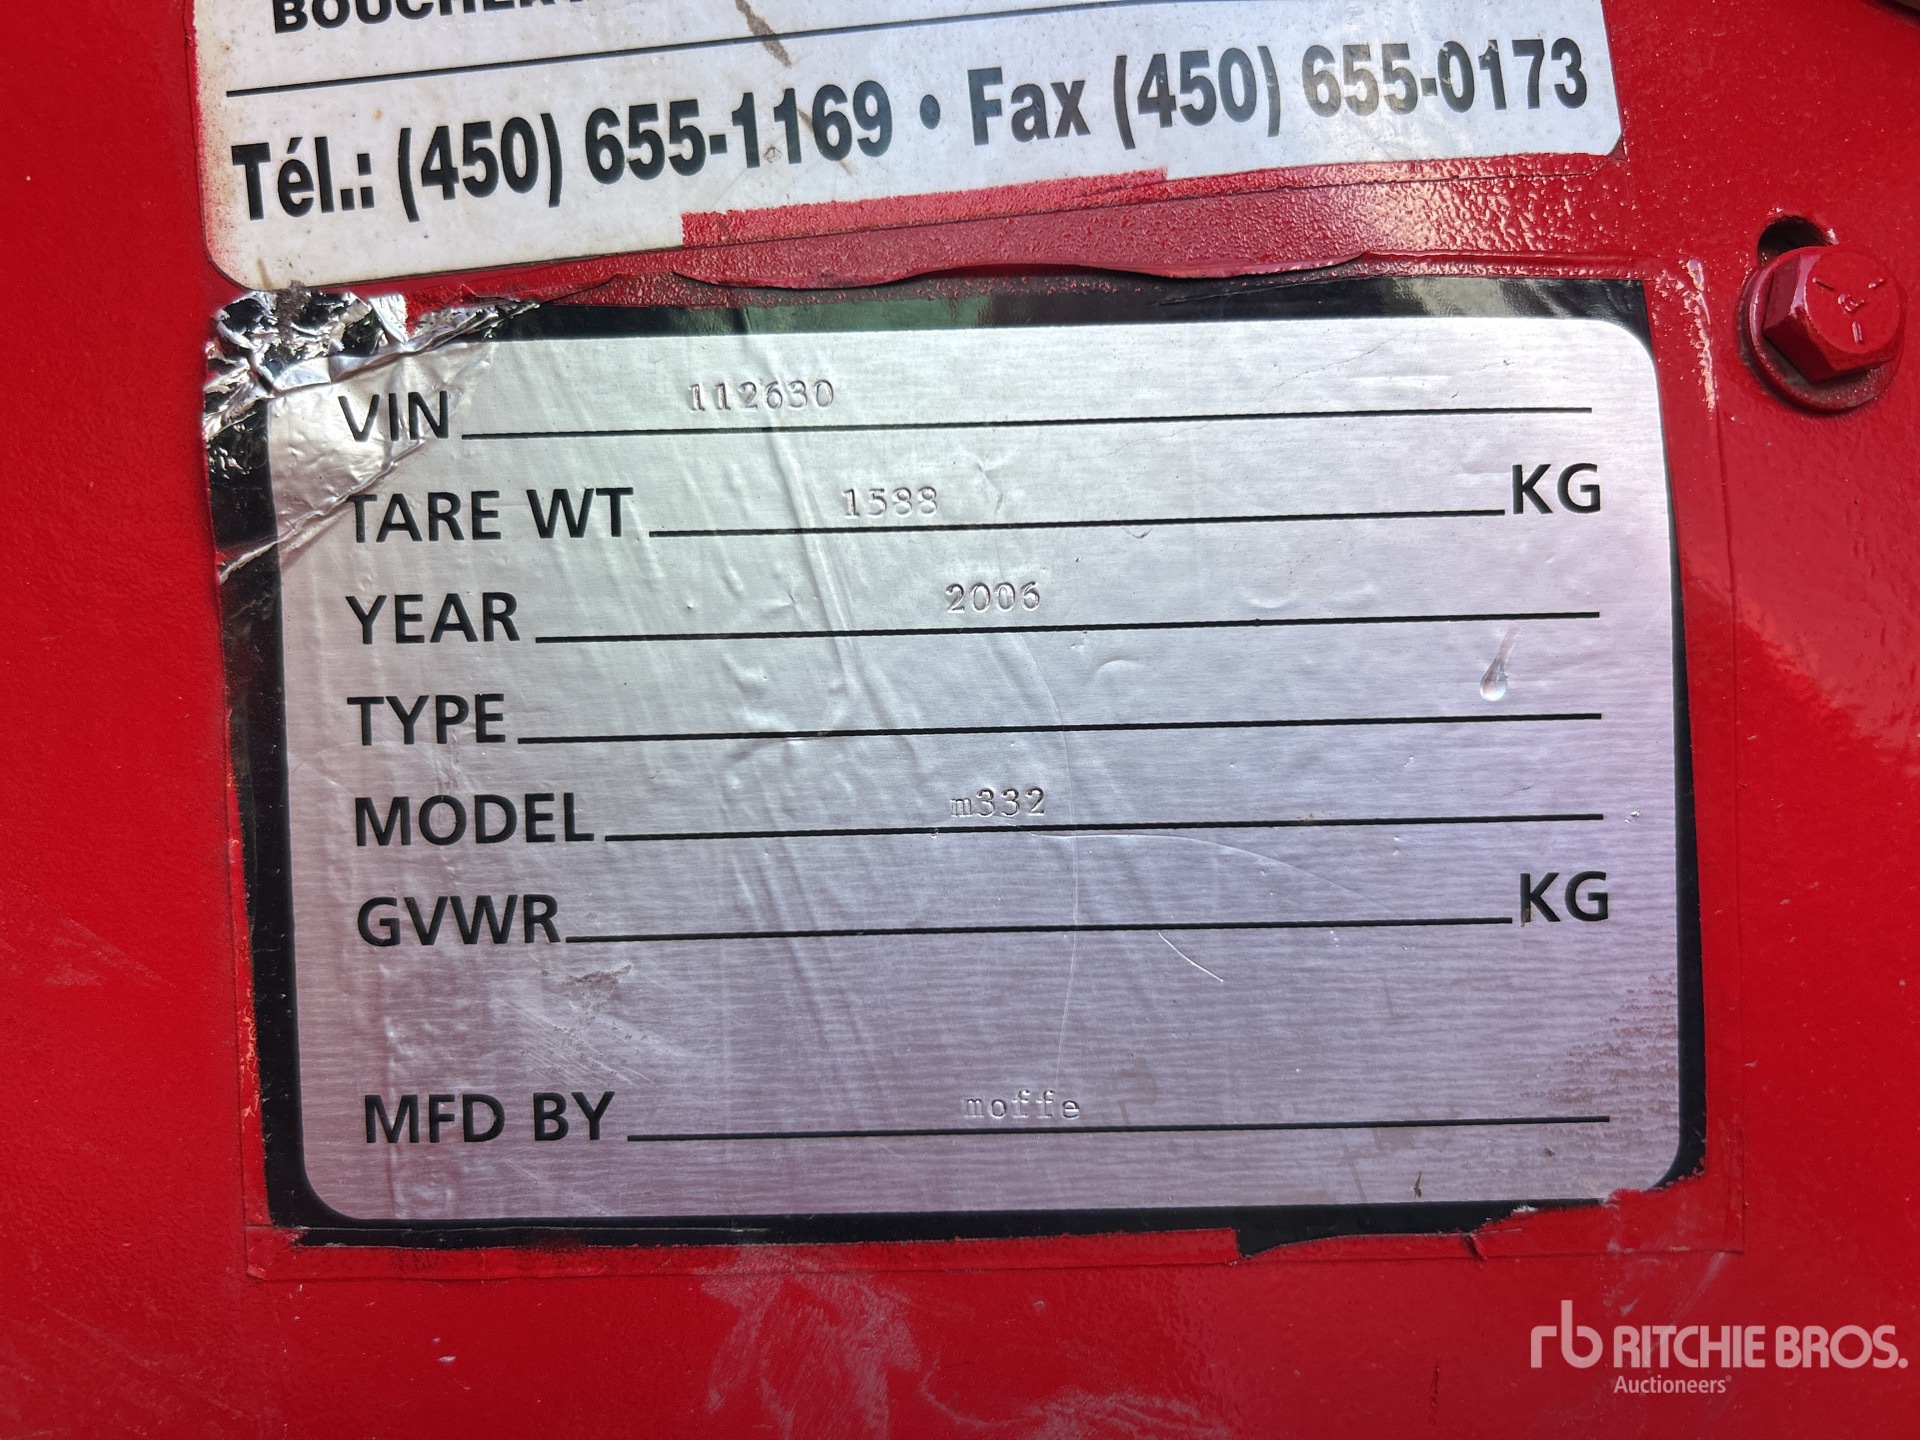 Tél.: (450) 655-1169 • Fax (450) 655-0173
VIN 112630
TARE WT 1588 KG
YEAR 2006
TYPE
MODEL m332
GVWR KG
MFD BY moffe
rb RITCHIE BROS.
Auctioneers